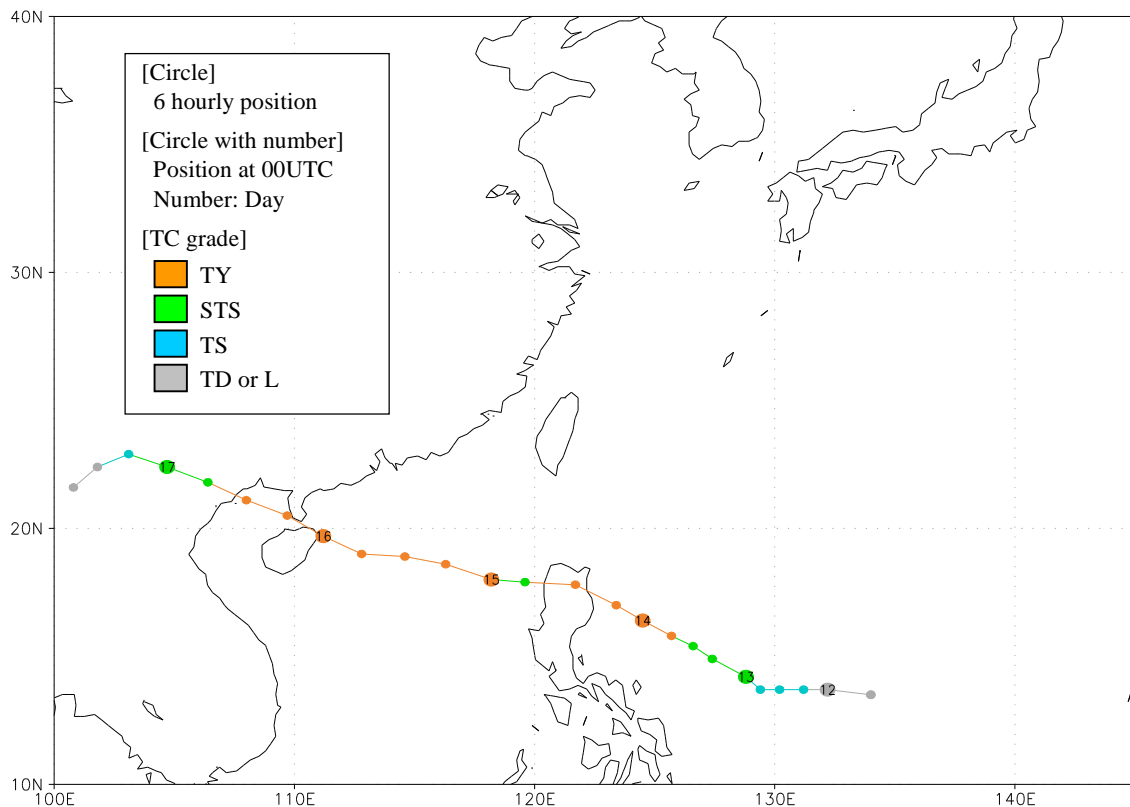 40N
[Circle]
6 hourly position
[Circle with number]
Position at 00UTC
Number: Day
[TC grade]
TY
STS
TS
TD or L
30N
20N
17
16
15
14
13
12
10N
100E 110E 120E 130E 140E